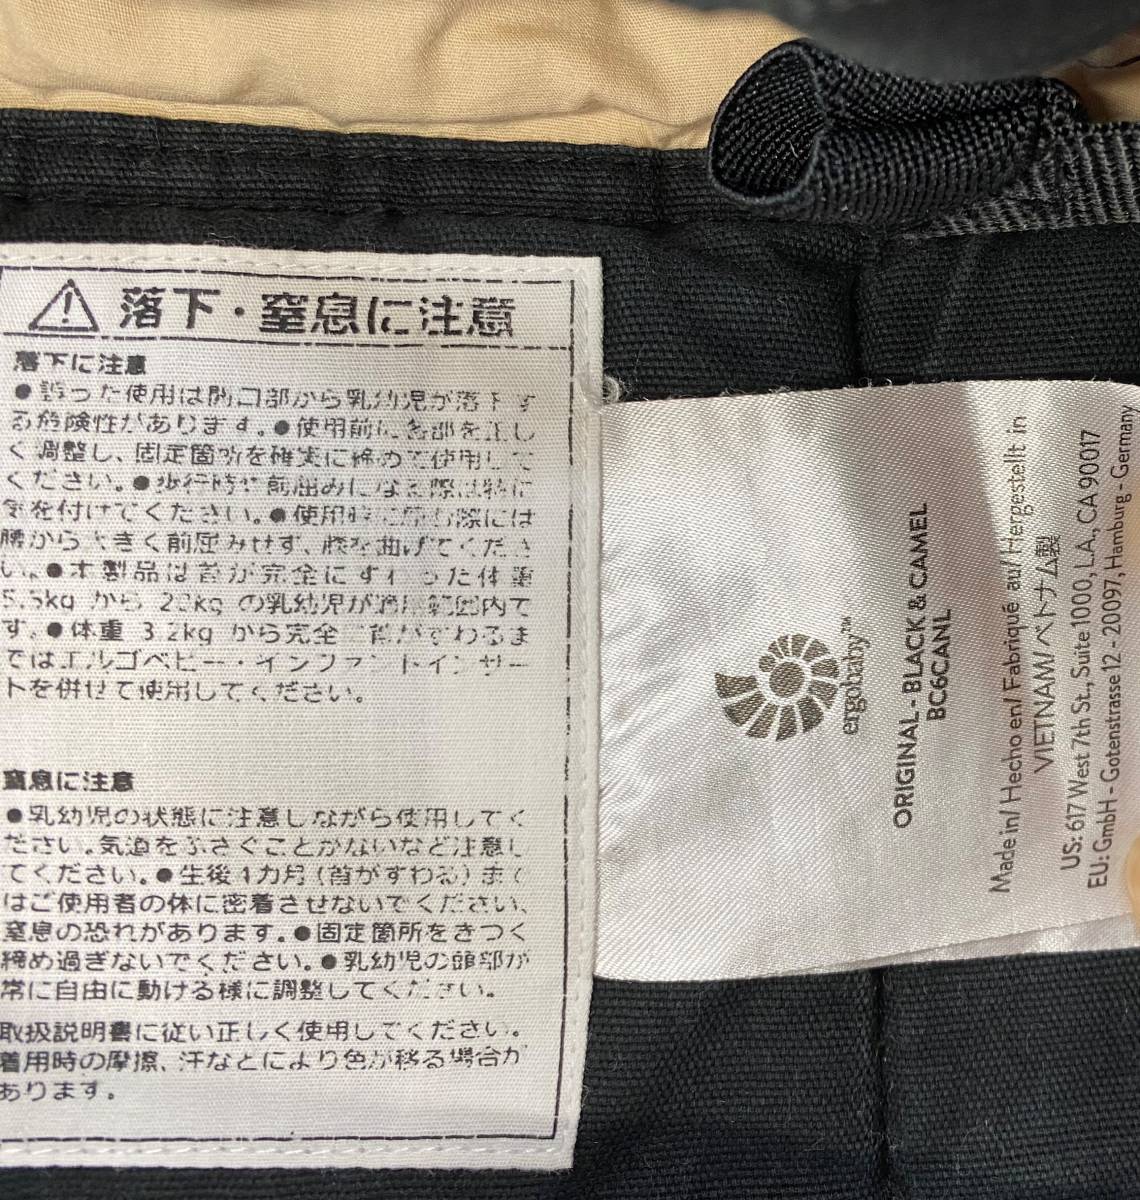 落下・窒息に注意
落下に注意
●誤った使用は開口部から乳幼児が落下す
る危険性があります。●使用前に各部を正し
く調整し、固定箇所を確実に締めて使用して
ください。●歩行時や前屈みになる際は特に
気を付けてください。●使用時に際には
腰から大きく前屈みせず、膝を曲げてくださ
い。●本製品は首が完全にすわった体重
5.5kg から 20kg の乳幼児が適用範囲内で
す。●体重 3.2kg から完全に首がすわるま
ではエルゴベビー・インファントインサー
トを併せて使用してください。
窒息に注意
●乳幼児の状態に注意しながら使用してく
ださい。気道をふさぐことがないなど注意し
てください。●生後4カ月(首がすわる)まで
はご使用者の体に密着させないでください、
窒息の恐れがあります。●固定箇所をきつく
締め過ぎないでください。●乳幼児の頭部が
常に自由に動ける様に調整してください。
取扱説明書に従い正しく使用してください。
着用時の摩擦、汗などにより色が移る場合が
あります。
ergobaby™
ORIGINAL - BLACK & CAMEL
BC6CANL
Made in/ Hecho en/ Fabriqué au/ Hergestellt in
VIETNAM/ベトナム製
US: 617 West 7th St., Suite 1000, L.A., CA 90017
EU: GmbH - Gotenstrasse 12 - 20097, Hamburg - Germany